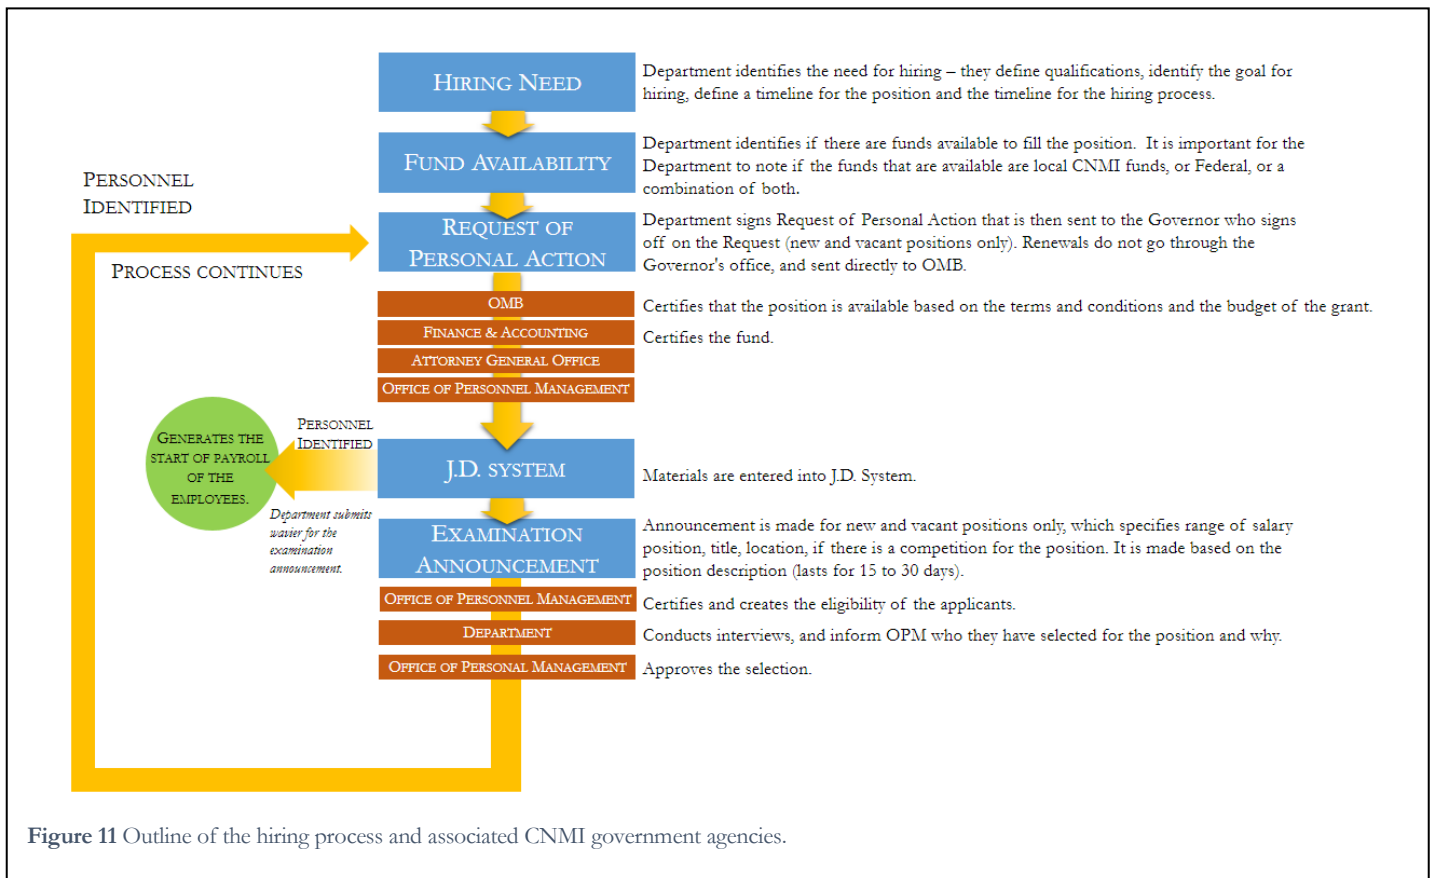 HIRING NEED
Department identifies the need for hiring – they define qualifications, identify the goal for
hiring, define a timeline for the position and the timeline for the hiring process.
FUND AVAILABILITY
Department identifies if there are funds available to fill the position. It is important for the
Department to note if the funds that are available are local CNMI funds, or Federal, or a
combination of both.
PERSONNEL
IDENTIFIED
PROCESS CONTINUES
REQUEST OF
PERSONAL ACTION
Department signs Request of Personal Action that is then sent to the Governor who signs
off on the Request (new and vacant positions only). Renewals do not go through the
Governor's office, and sent directly to OMB.
OMB
Certifies that the position is available based on the terms and conditions and the budget of the grant.
FINANCE & ACCOUNTING
Certifies the fund.
ATTORNEY GENERAL OFFICE
OFFICE OF PERSONNEL MANAGEMENT
GENERATES THE
START OF PAYROLL
OF THE
EMPLOYEES.
PERSONNEL
IDENTIFIED
Department submits
wavier for the
examination
announcement.
J.D. SYSTEM
Materials are entered into J.D. System.
EXAMINATION
ANNOUNCEMENT
Announcement is made for new and vacant positions only, which specifies range of salary
position, title, location, if there is a competition for the position. It is made based on the
position description (lasts for 15 to 30 days).
OFFICE OF PERSONNEL MANAGEMENT
Certifies and creates the eligibility of the applicants.
DEPARTMENT
Conducts interviews, and inform OPM who they have selected for the position and why.
OFFICE OF PERSONAL MANAGEMENT
Approves the selection.
Figure 11 Outline of the hiring process and associated CNMI government agencies.